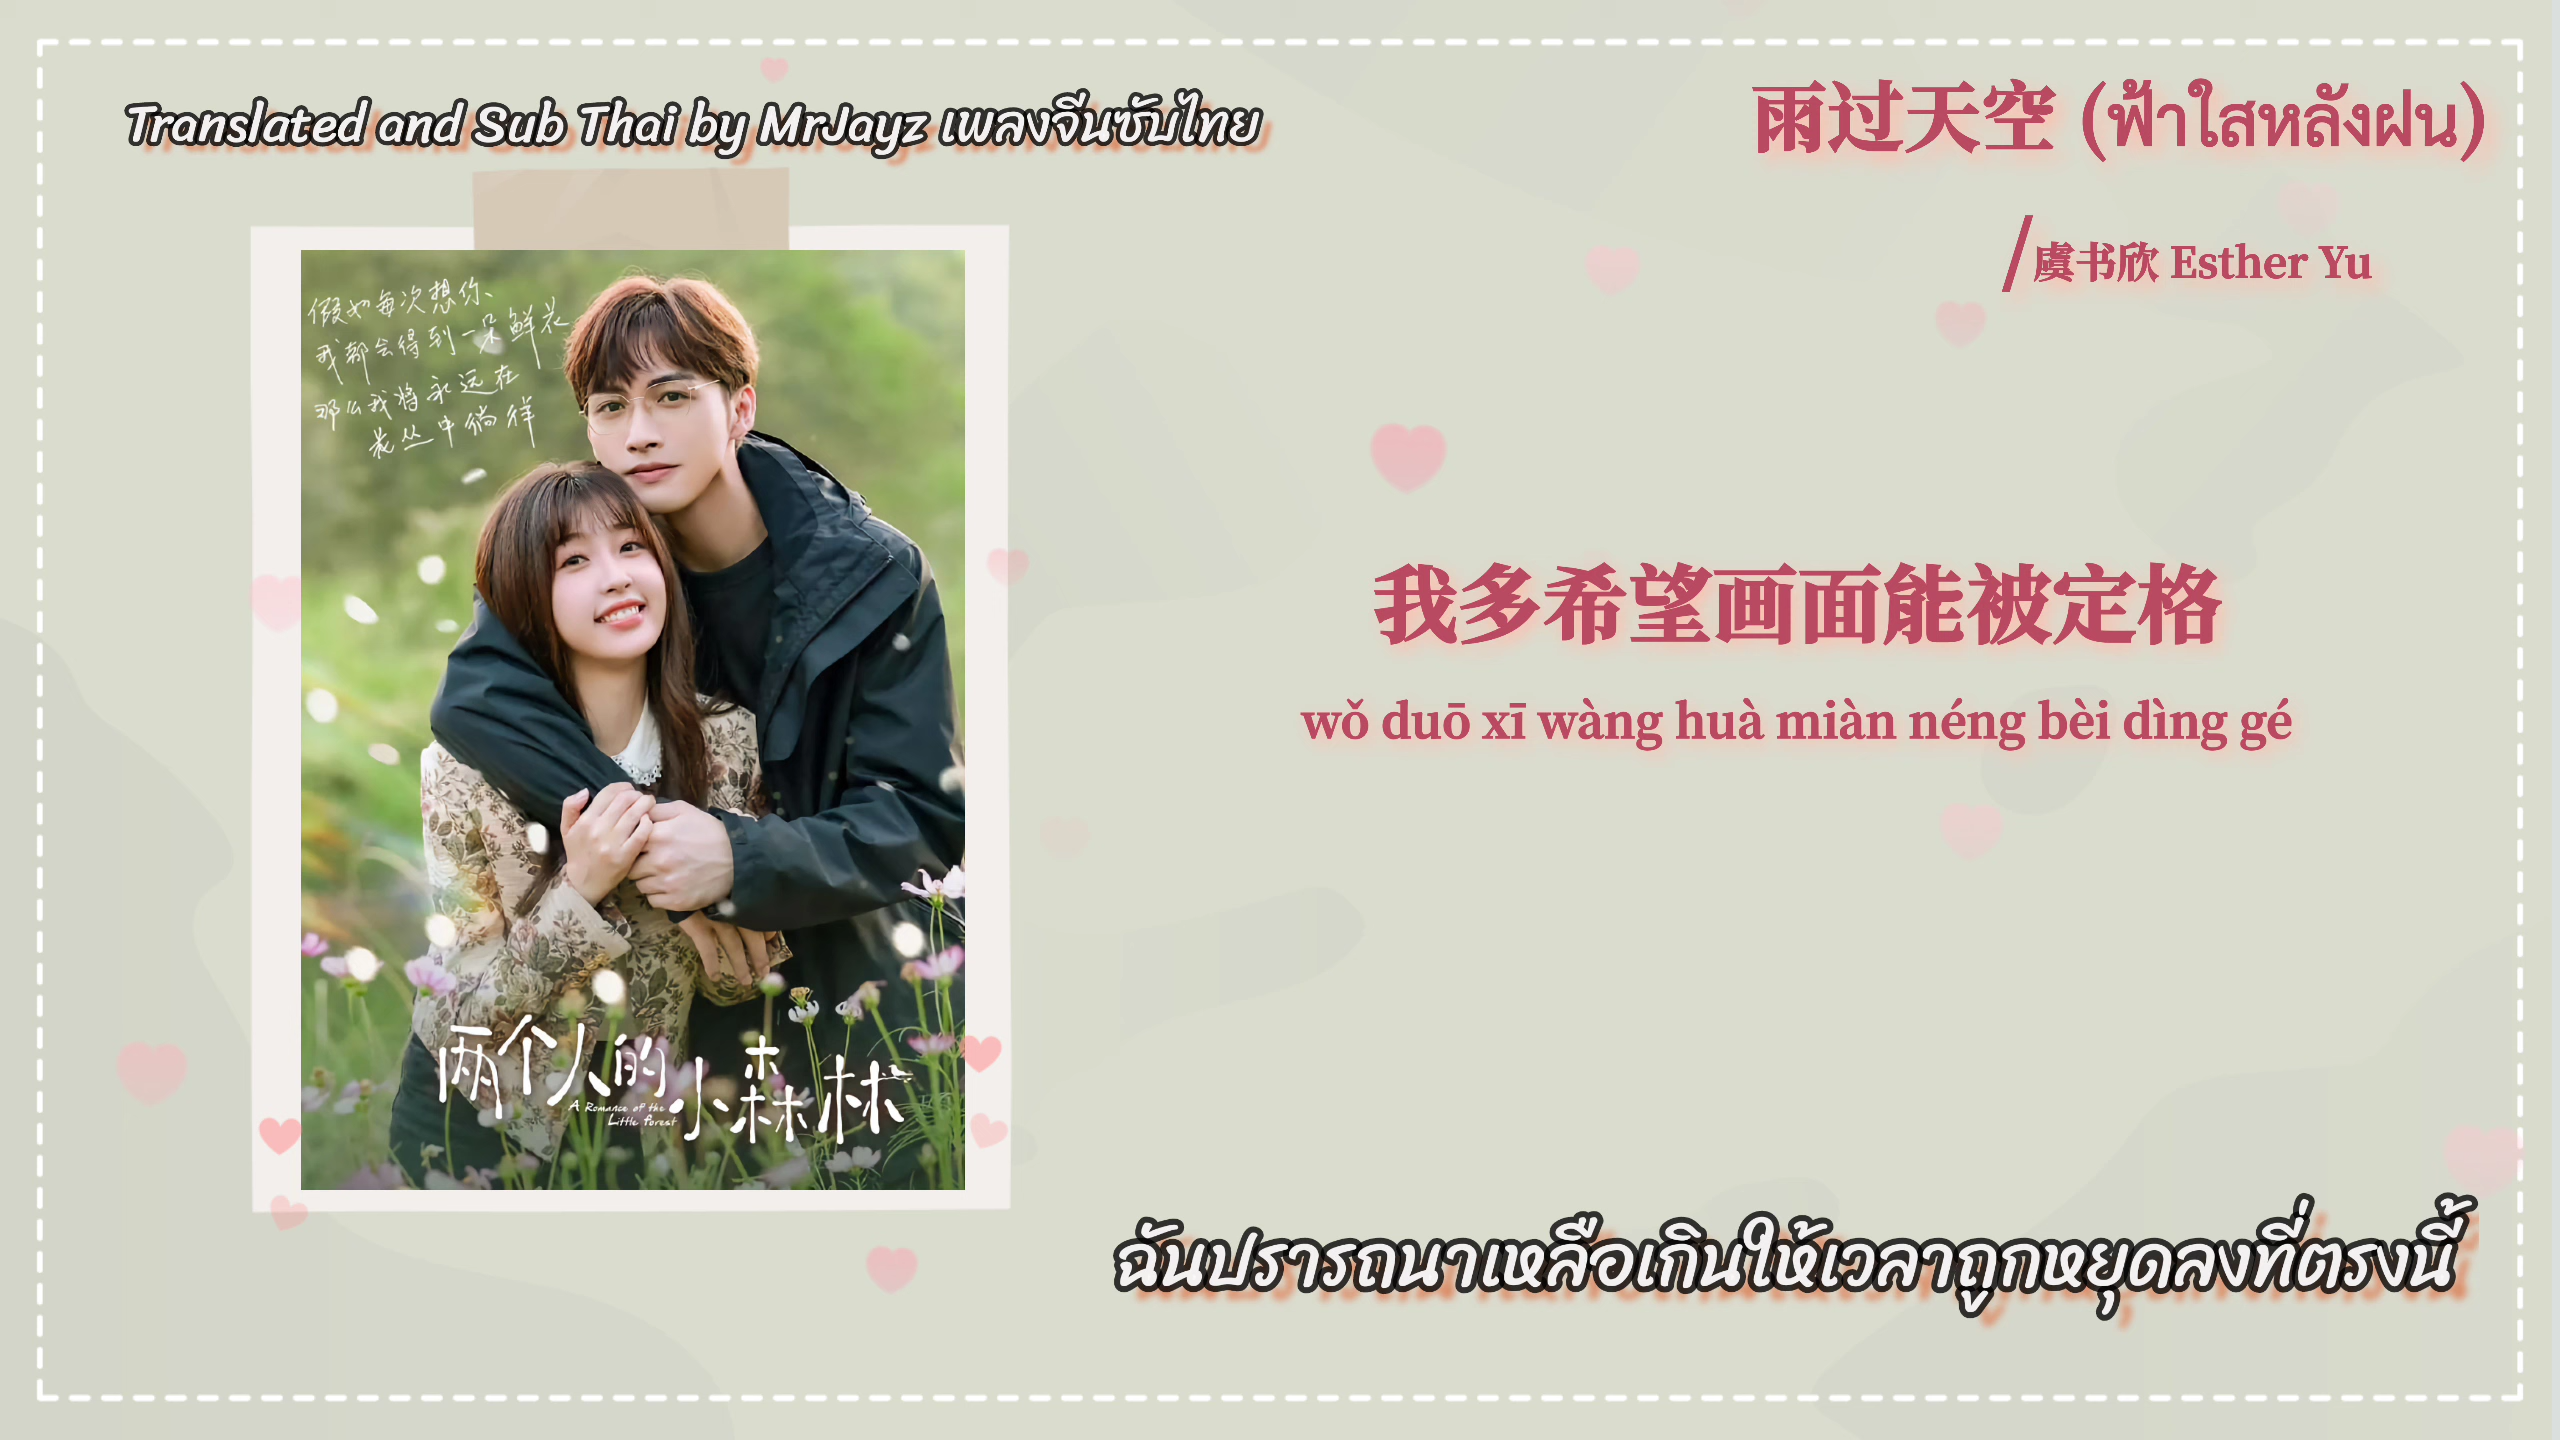 Translated and Sub Thai by MrJayz เพลงจีนซับไทย
雨过天空 (ฟ้าใสหลังฝน)
/虞书欣 Esther Yu
假如每次想你、
我都会得到一朵鲜花
那么我将永远在
花丛中徜徉
我多希望画面能被定格
wǒ duō xī wàng huà miàn néng bèi dìng gé
两个人的小森林
A Romance of the
Little forest
ฉันปรารถนาเหลือเกินให้เวลาถูกหยุดลงที่ตรงนี้